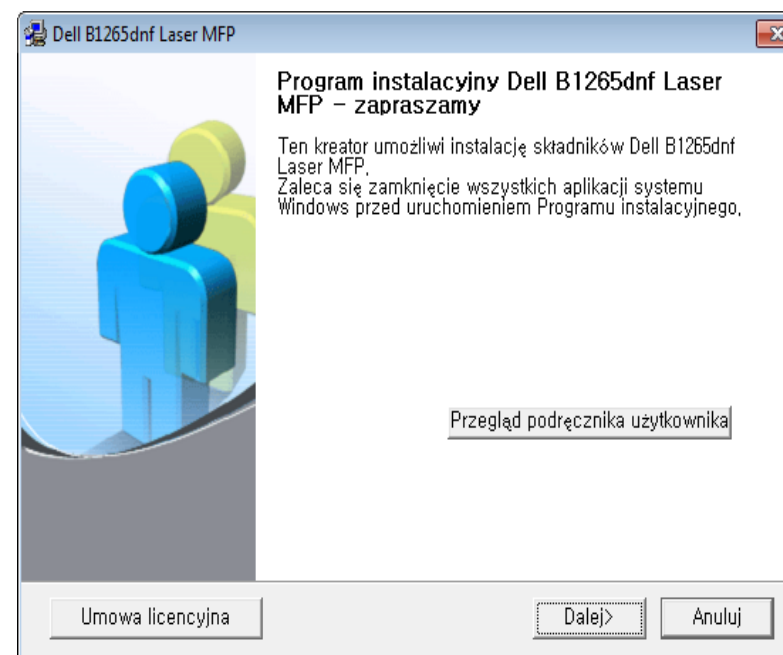 Dell B1265dnf Laser MFP
Program instalacyjny Dell B1265dnf Laser
MFP – zapraszamy
Ten kreator umożliwi instalację składników Dell B1265dnf
Laser MFP.
Zaleca się zamknięcie wszystkich aplikacji systemu
Windows przed uruchomieniem Programu instalacyjnego.
Przegląd podręcznika użytkownika
Umowa licencyjna
Dalej>
Anuluj